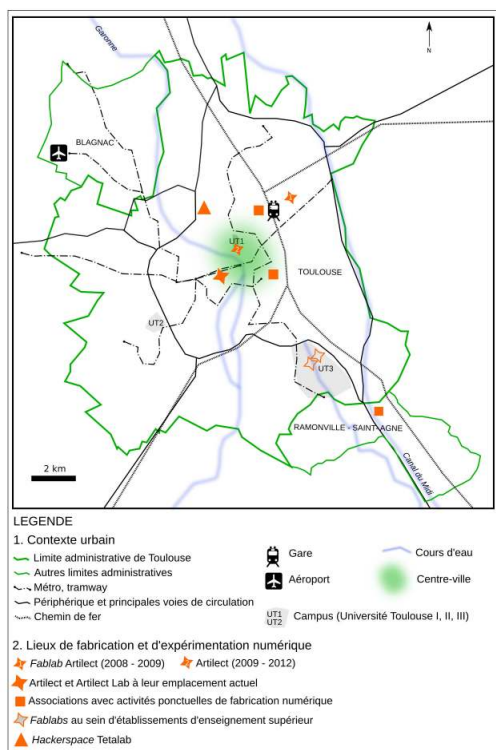 Garonne
N
BLAGNAC
UT1
TOULOUSE
UT2
UT3
RAMONVILLE - SAINT-AGNE
Canal du Midi
2 km
LEGENDE
1. Contexte urbain
Limite administrative de Toulouse
Autres limites administratives
Métro, tramway
Périphérique et principales voies de circulation
Chemin de fer
Gare
Aéroport
Cours d'eau
Centre-ville
UT1
UT2
Campus (Université Toulouse I, II, III)
2. Lieux de fabrication et d'expérimentation numérique
Fablab Artilect (2008 - 2009)
Artilect (2009 - 2012)
Artilect et Artilect Lab à leur emplacement actuel
Associations avec activités ponctuelles de fabrication numérique
Fablabs au sein d'établissements d'enseignement supérieur
Hackerspace Tetalab